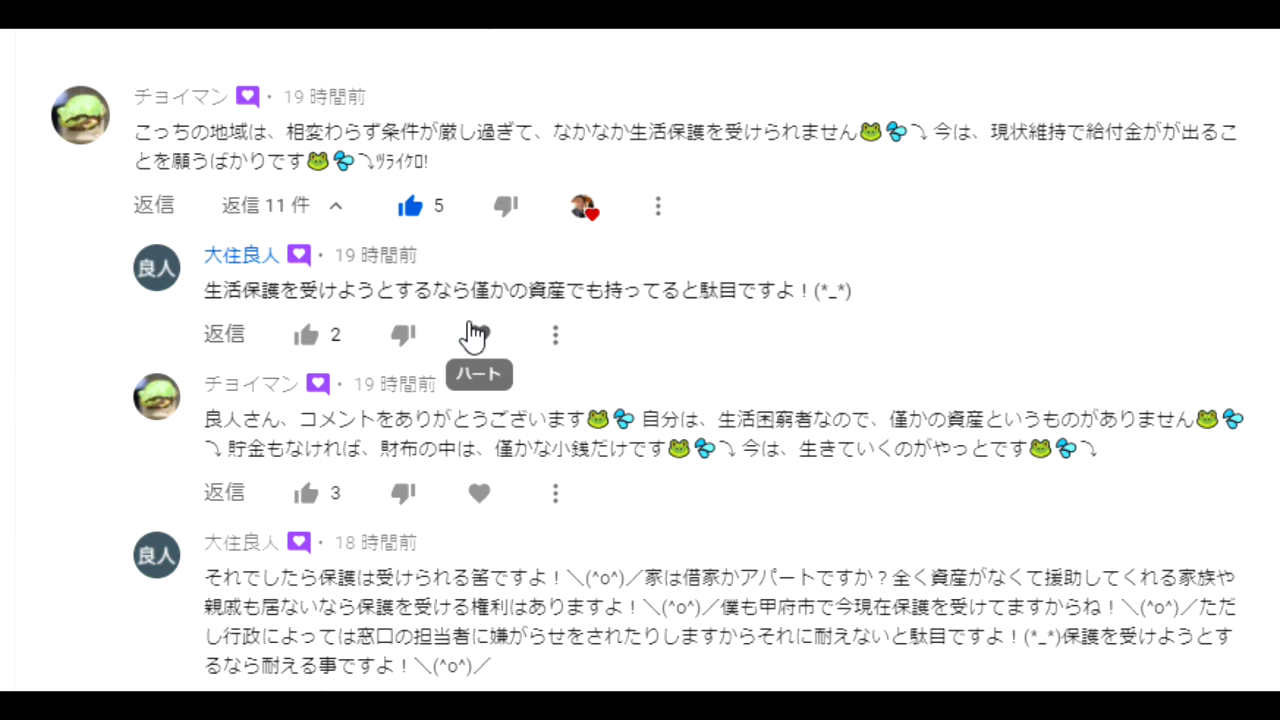 チョイマン ・ 19 時間前
こっちの地域は、相変わらず条件が厳し過ぎて、なかなか生活保護を受けられません🐸💦⤵ 今は、現状維持で給付金がが出るこ
とを願うばかりです🐸💦⤵ﾂﾗｲｹﾛ!
返信 返信 11 件 5
良人
大住良人 ・ 19 時間前
生活保護を受けようとするなら僅かの資産でも持ってると駄目ですよ！(*_*)
返信 2
ハート
チョイマン ・ 19 時間前
良人さん、コメントをありがとうございます🐸💦 自分は、生活困窮者なので、僅かの資産というものがありません🐸💦
⤵ 貯金もなければ、財布の中は、僅かな小銭だけです🐸💦⤵ 今は、生きていくのがやっとです🐸💦⤵
返信 3
良人
大住良人 ・ 18 時間前
それでしたら保護は受けられる筈ですよ！＼(^o^)／家は借家かアパートですか？全く資産がなくて援助してくれる家族や
親戚も居ないなら保護を受ける権利はありますよ！＼(^o^)／僕も甲府市で今現在保護を受けてますからね！＼(^o^)／ただ
し行政によっては窓口の担当者に嫌がらせをされたりしますからそれに耐えないと駄目ですよ！(*_*)保護を受けようとす
るなら耐える事ですよ！＼(^o^)／